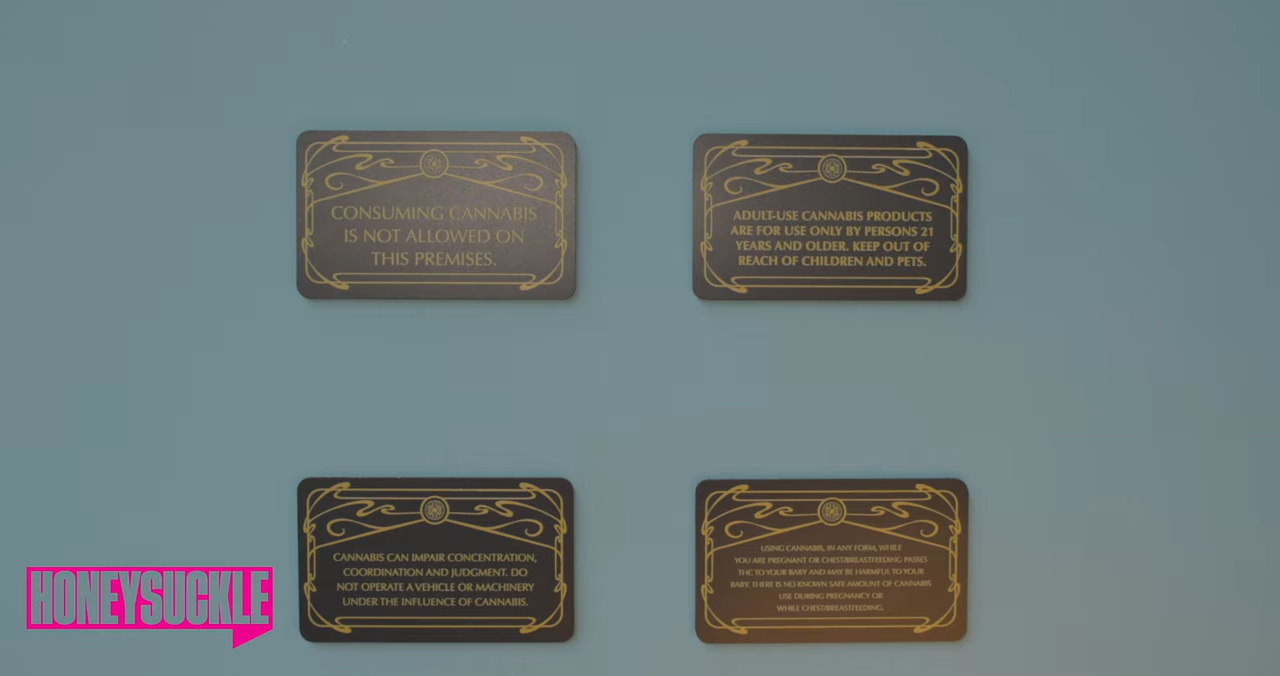 CONSUMING CANNABIS
IS NOT ALLOWED ON
THIS PREMISES.
ADULT-USE CANNABIS PRODUCTS
ARE FOR USE ONLY BY PERSONS 21
YEARS AND OLDER. KEEP OUT OF
REACH OF CHILDREN AND PETS.
CANNABIS CAN IMPAIR CONCENTRATION,
COORDINATION AND JUDGMENT. DO
NOT OPERATE A VEHICLE OR MACHINERY
UNDER THE INFLUENCE OF CANNABIS.
USING CANNABIS, IN ANY FORM, WHILE
YOU ARE PREGNANT OR CHEST/BREASTFEEDING PASSES
THC TO YOUR BABY AND MAY BE HARMFUL TO YOUR
BABY. THERE IS NO KNOWN SAFE AMOUNT OF CANNABIS
USE DURING PREGNANCY OR
WHILE CHEST/BREASTFEEDING.
HONEYSUCKLE